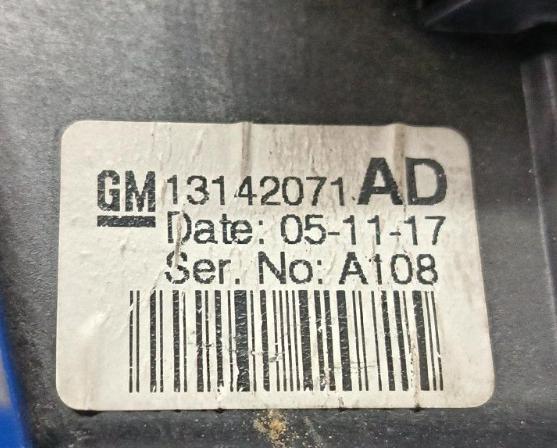 GM 13142071 AD
Date: 05-11-17
Ser. No: A108